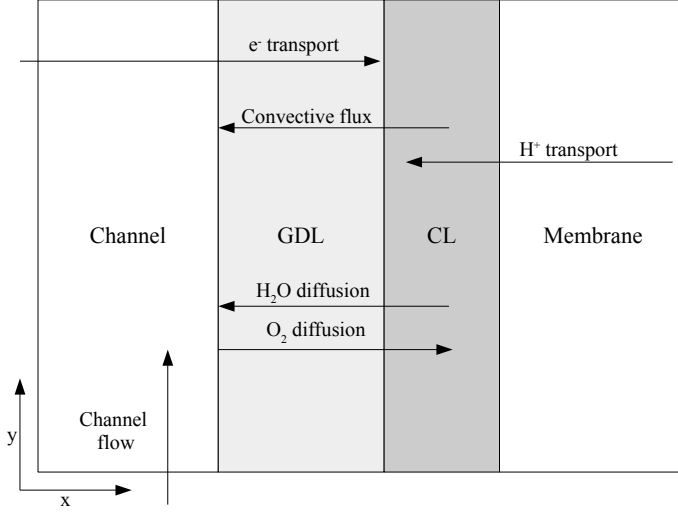 e⁻ transport
Convective flux
H⁺ transport
Channel
GDL
CL
Membrane
H₂O diffusion
O₂ diffusion
Channel
flow
y
x